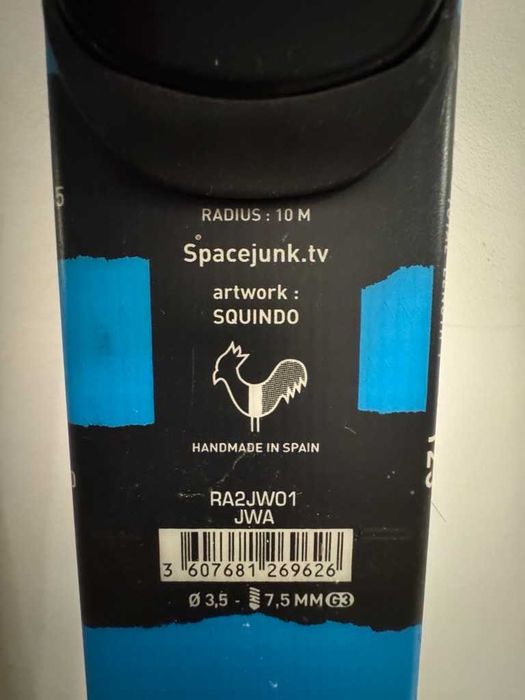 RADIUS : 10 M
Spacejunk.tv
artwork :
SQUINDO
HANDMADE IN SPAIN
RA2JW01
JWA
3 607681 269626
Ø 3,5 - 7,5 MM G3